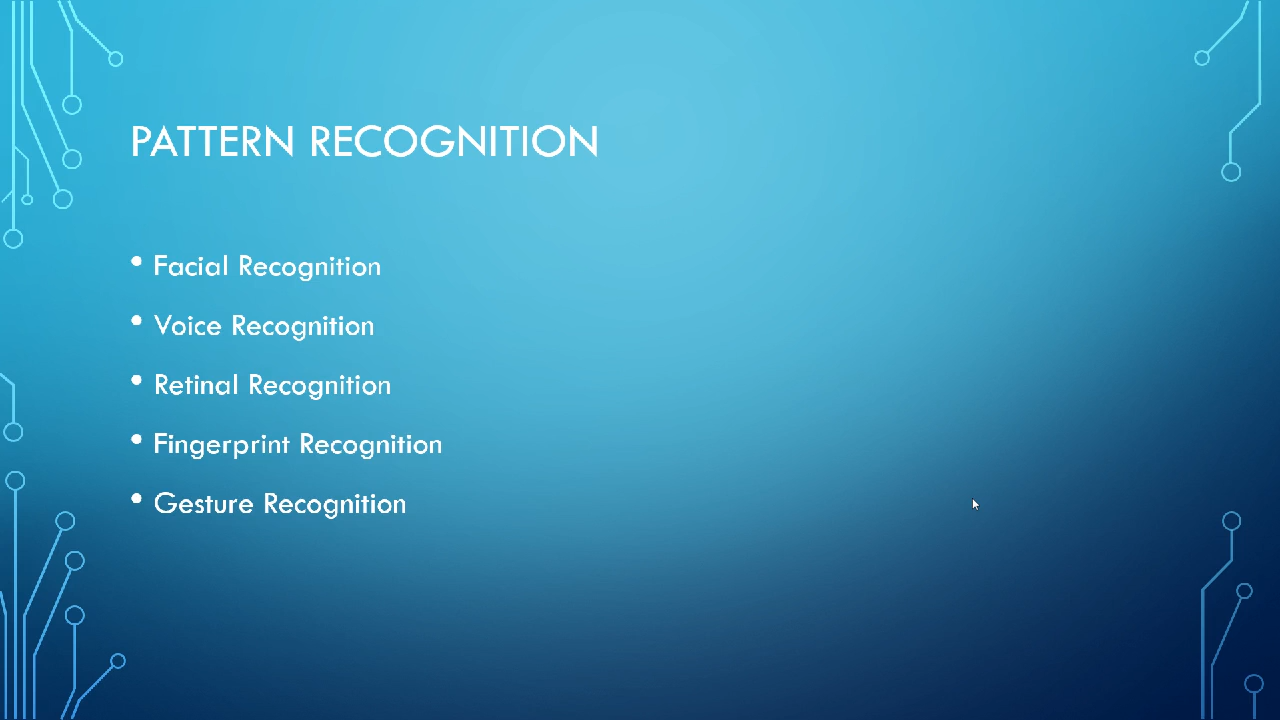 PATTERN RECOGNITION
• Facial Recognition
• Voice Recognition
• Retinal Recognition
• Fingerprint Recognition
• Gesture Recognition